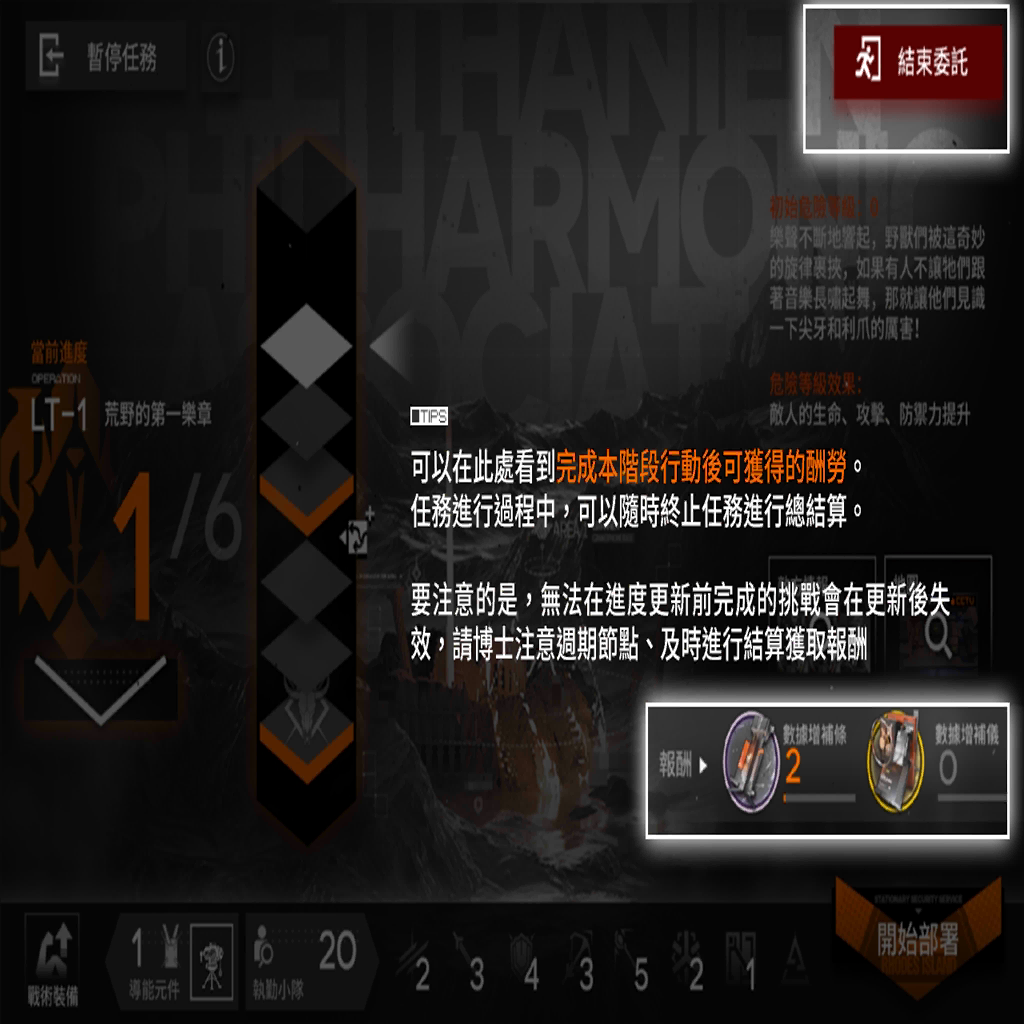 暫停任務
結束委託
初始危險等級：0
樂聲不斷地響起，野獸們被這奇妙
的旋律裹挾，如果有人不讓牠們跟
著音樂長嘯起舞，那就讓他們見識
一下尖牙和利爪的厲害！
危險等級效果：
敵人的生命、攻擊、防禦力提升
當前進度
OPERATION
LT-1 荒野的第一樂章
1/6
TIPS
可以在此處看到完成本階段行動後可獲得的酬勞。
任務進行過程中，可以隨時終止任務進行總結算。
要注意的是，無法在進度更新前完成的挑戰會在更新後失
效，請博士注意週期節點、及時進行結算獲取報酬
報酬
數據增補條
2
數據增補儀
0
開始部署
戰術裝備
1
導能元件
20
執勤小隊
2 3 4 3 5 2 1